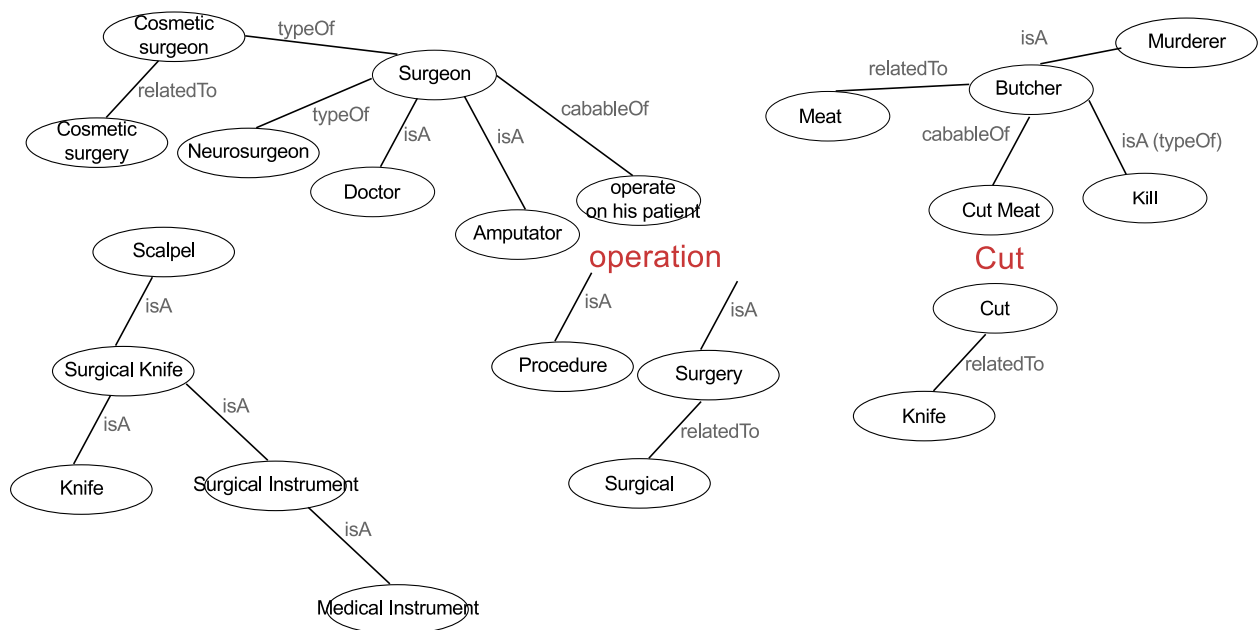 Cosmetic
surgeon
typeOf
Surgeon
relatedTo
Cosmetic
surgery
typeOf
Neurosurgeon
isA
Doctor
isA
Amputator
cabableOf
operate
on his patient
isA
Murderer
relatedTo
Butcher
Meat
cabableOf
isA (typeOf)
Cut Meat
Kill
Scalpel
isA
Surgical Knife
isA
isA
Knife
Surgical Instrument
isA
Medical Instrument
operation
isA
isA
Procedure
Surgery
relatedTo
Surgical
Cut
Cut
relatedTo
Knife